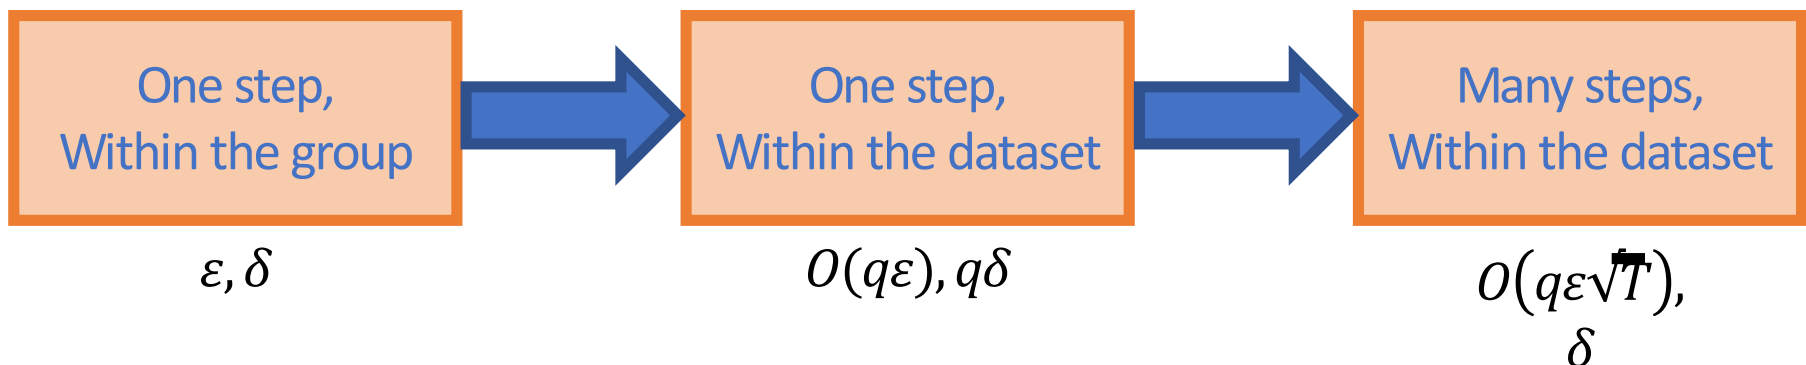 One step,
Within the group
One step,
Within the dataset
Many steps,
Within the dataset
ε, δ
O(qε), qδ
O(qε√T),
δ